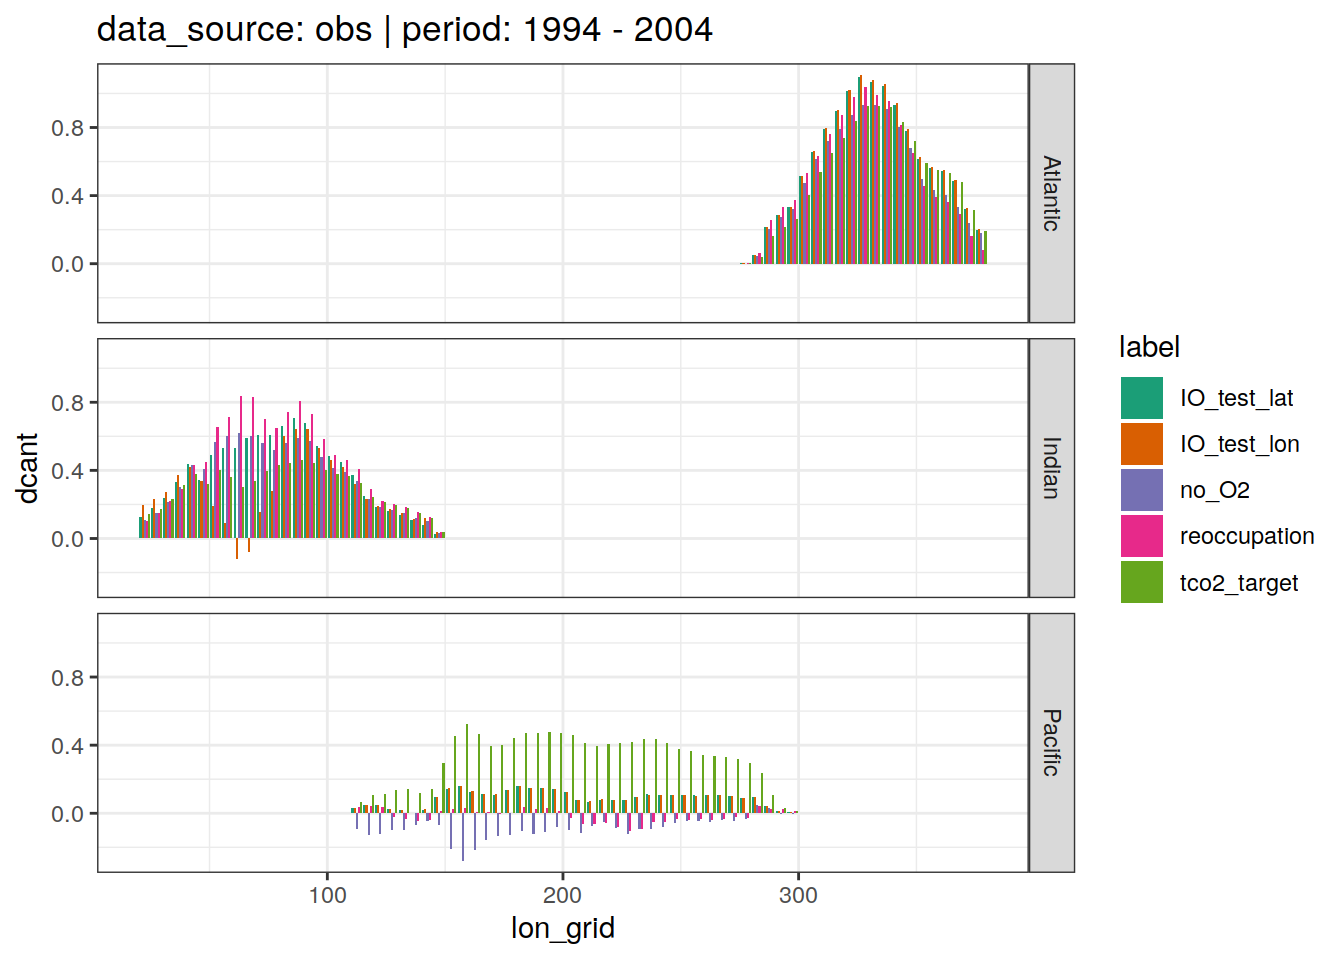 data_source: obs | period: 1994 - 2004
0.8
0.4
0.0
Atlantic
0.8
0.4
0.0
Indian
0.8
0.4
0.0
Pacific
dcant
100 200 300
lon_grid
label
IO_test_lat
IO_test_lon
no_O2
reoccupation
tco2_target